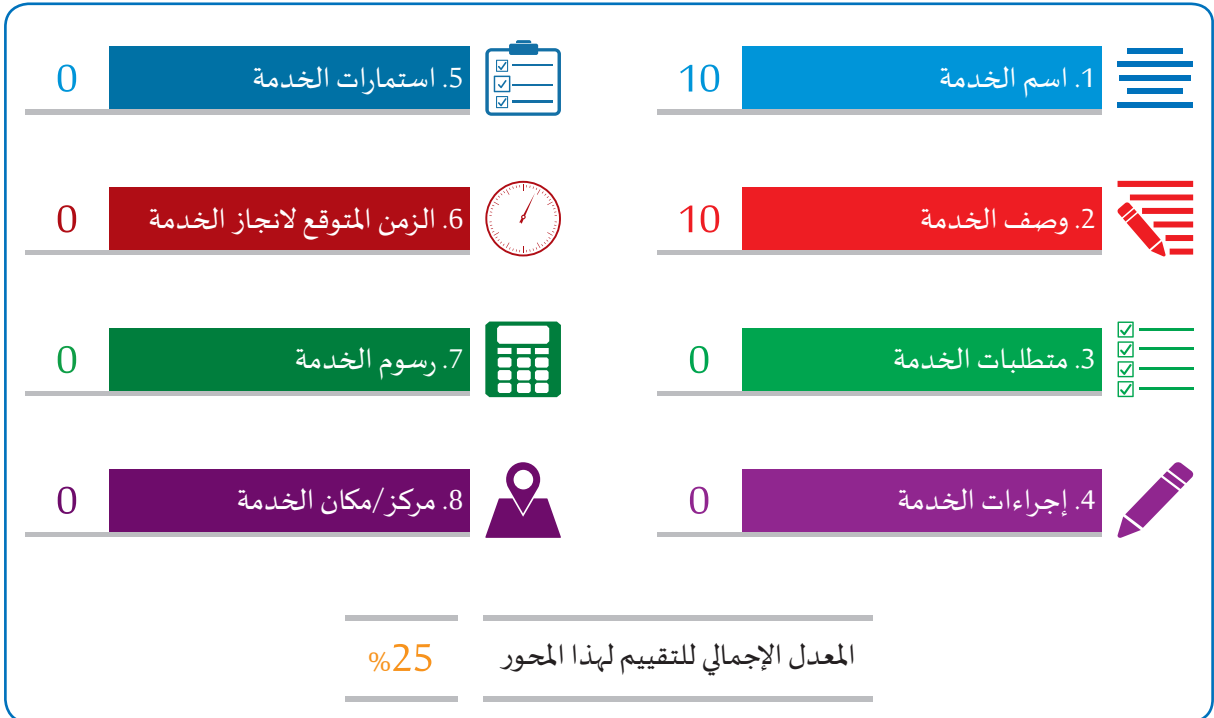 1. اسم الخدمة 10
2. وصف الخدمة 10
3. متطلبات الخدمة 0
4. إجراءات الخدمة 0
5. استمارات الخدمة 0
6. الزمن المتوقع لانجاز الخدمة 0
7. رسوم الخدمة 0
8. مركز/مكان الخدمة 0
المعدل الإجمالي للتقييم لهذا المحور %25